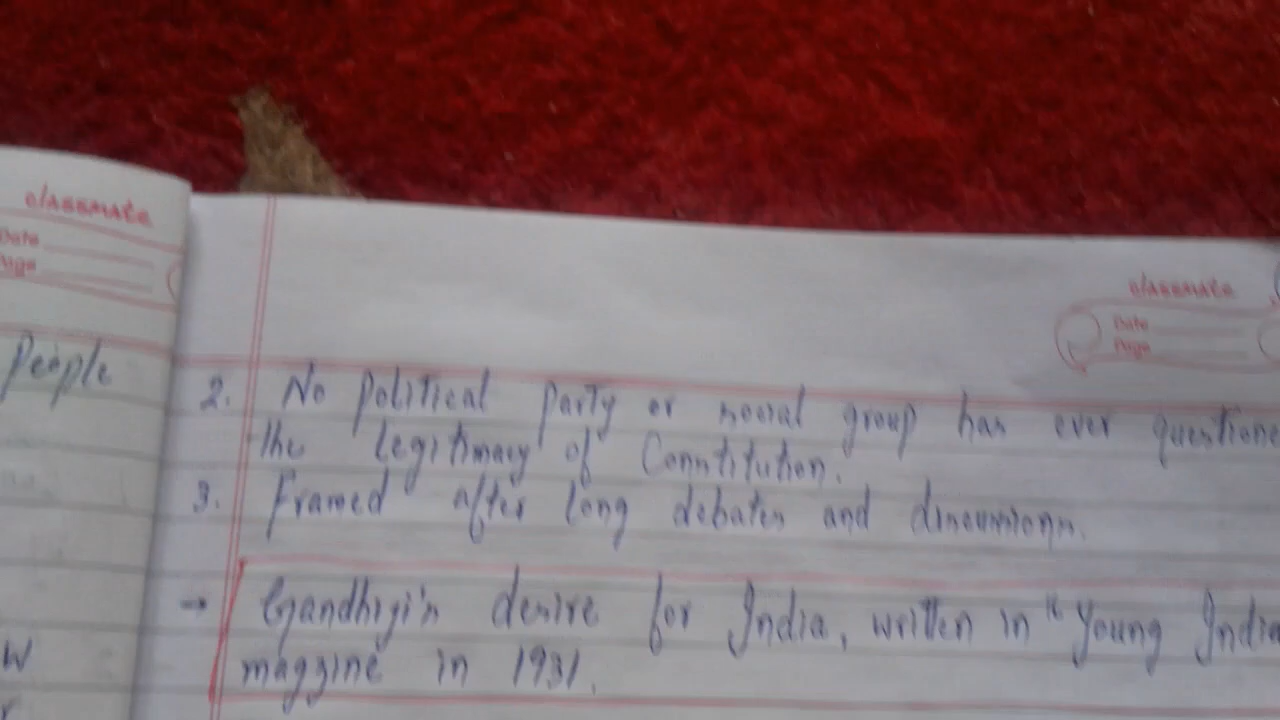 classmate
Date
Page
People
w
classmate
Date
Page
2. No political party or social group has ever questione
the legitimacy of Constitution.
3. Framed after long debates and discussions.
→ Gandhiji's desire for India, written in "Young India
magzine in 1931.